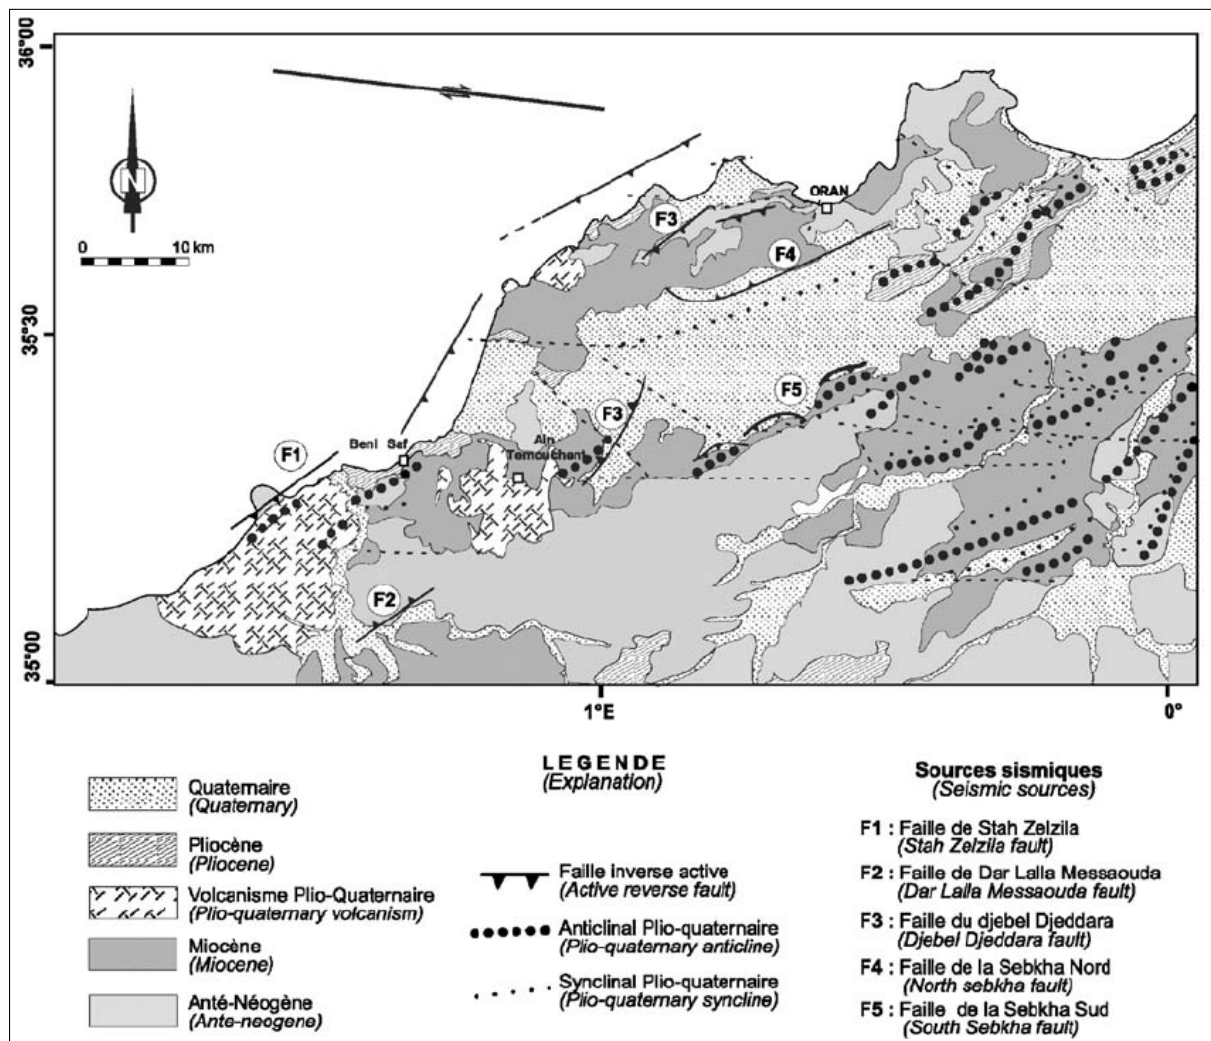 36°00
N
0 10 km
ORAN
F3
F4
35°30
F5
F3
Beni Saf
Ain
Temouchent
F1
F2
35°00
1°E
0°
LEGENDE
(Explanation)
Quaternaire
(Quaternary)
Pliocène
(Pliocene)
Volcanisme Plio-Quaternaire
(Plio-quaternary volcanism)
Miocène
(Miocene)
Anté-Néogène
(Ante-neogene)
Faille inverse active
(Active reverse fault)
Anticlinal Plio-quaternaire
(Plio-quaternary anticline)
Synclinal Plio-quaternaire
(Plio-quaternary syncline)
Sources sismiques
(Seismic sources)
F1 : Faille de Stah Zelzila
(Stah Zelzila fault)
F2 : Faille de Dar Lalla Messaouda
(Dar Lalla Messaouda fault)
F3 : Faille du djebel Djeddara
(Djebel Djeddara fault)
F4 : Faille de la Sebkha Nord
(North sebkha fault)
F5 : Faille de la Sebkha Sud
(South Sebkha fault)